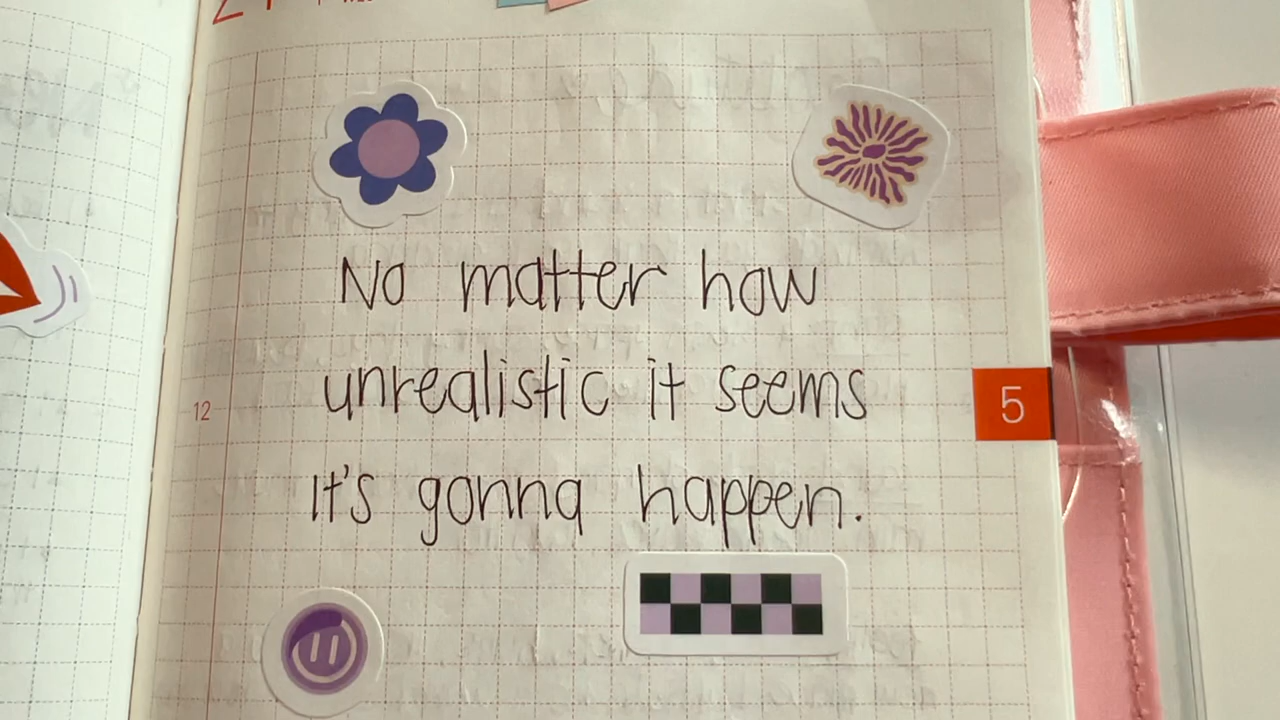 No matter how
unrealistic it seems
It's gonna happen.
12
5